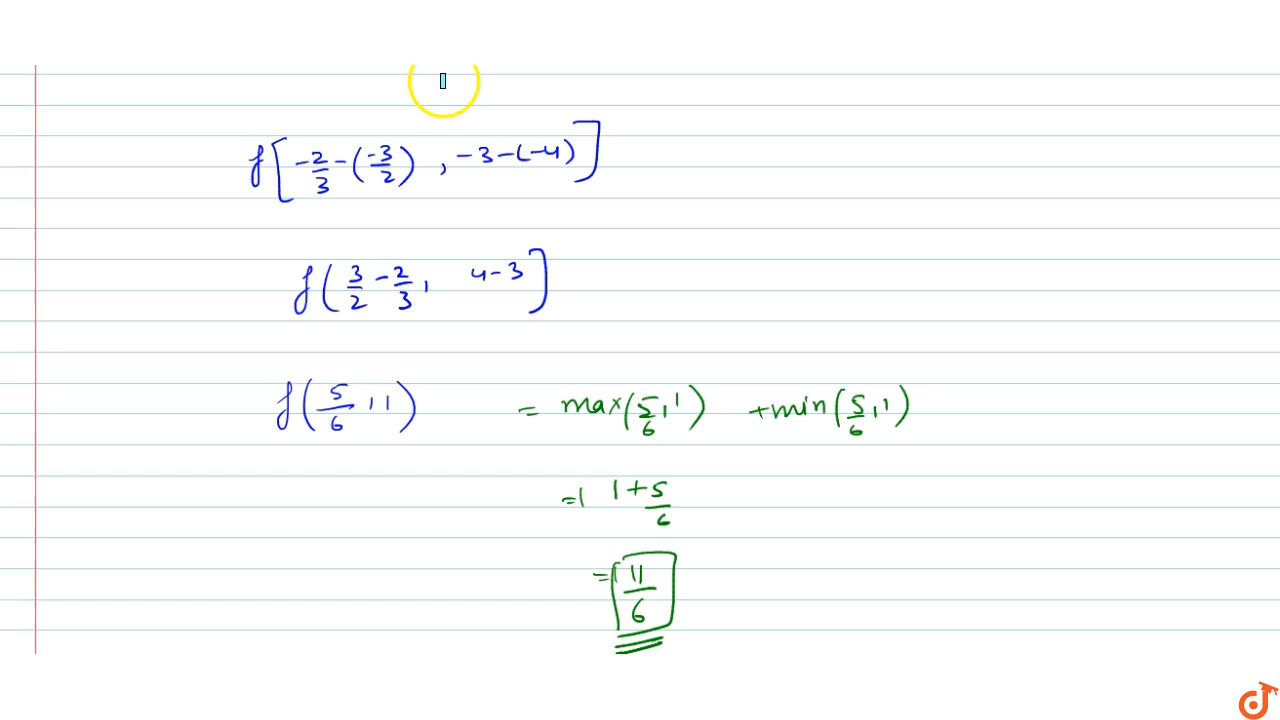 f[-2/3-(-3/2), -3-(-4)]
f(3/2-2/3, 4-3]
f(5/6,1) = max(5/6,1) +min(5/6,1)
=1 1+5/6
=11/6